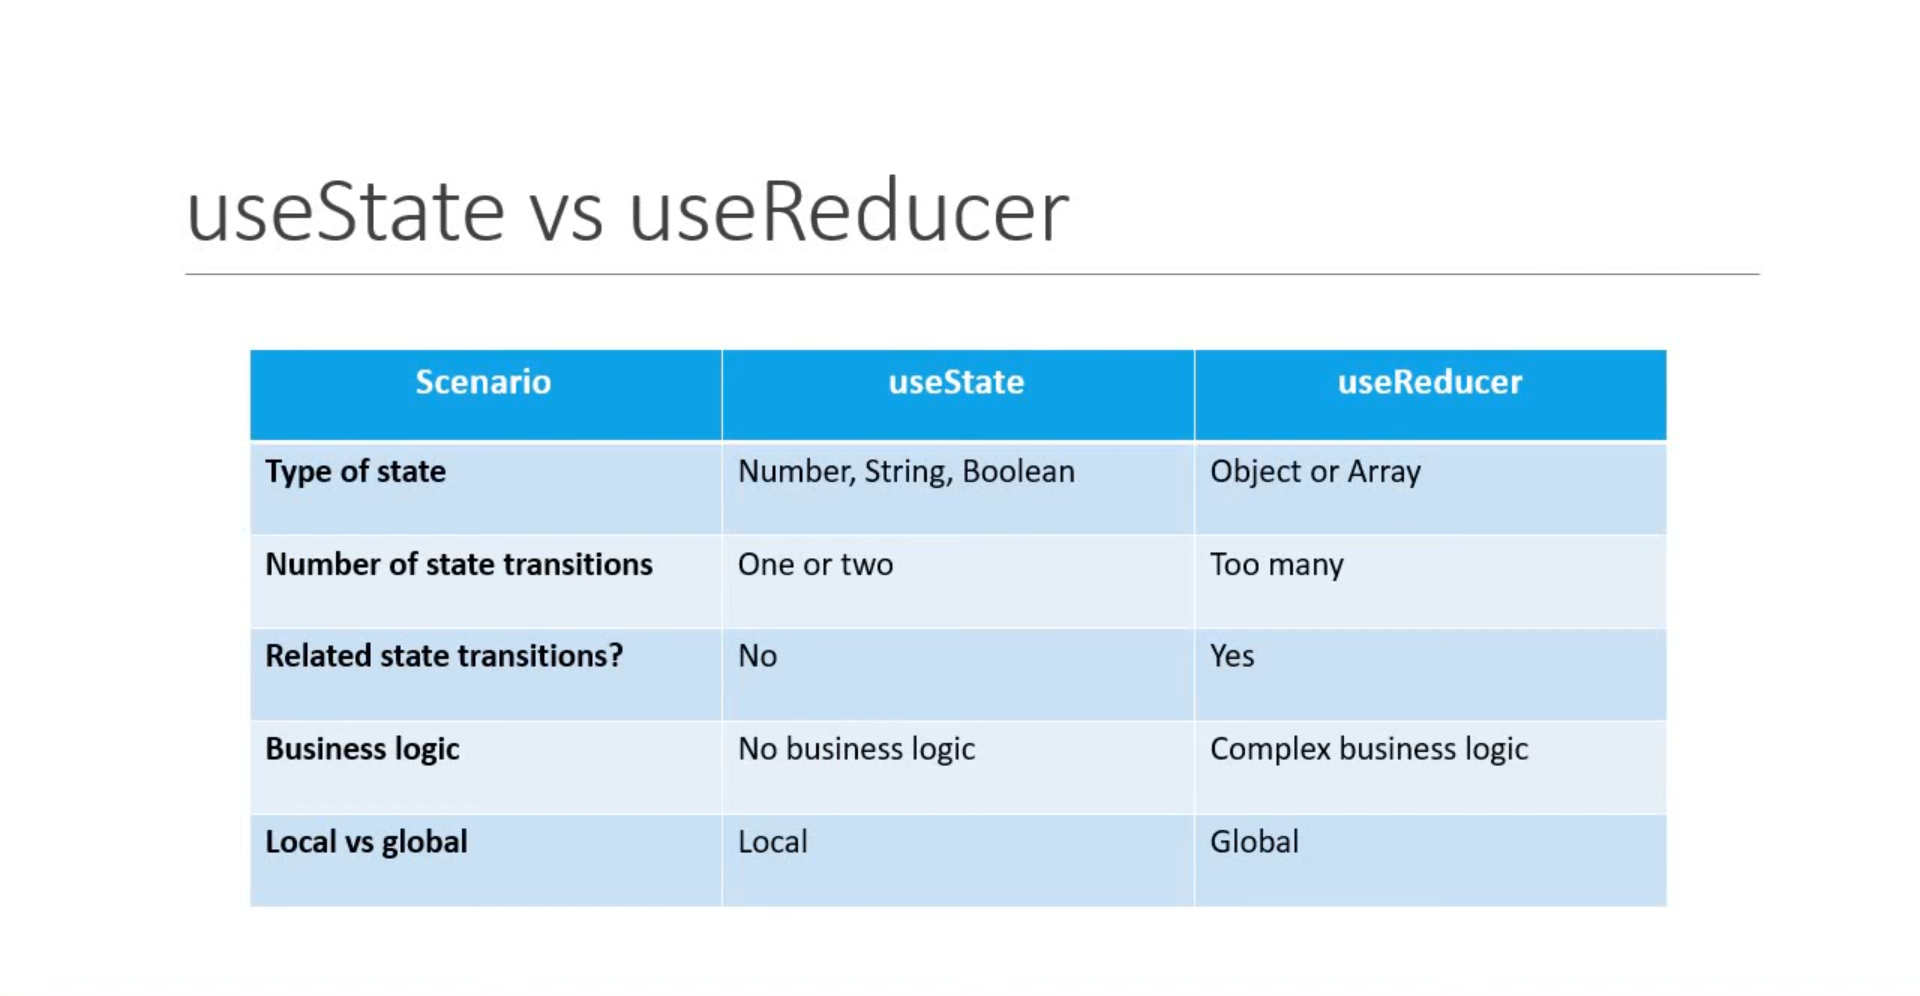 useState vs useReducer
Scenario useState useReducer
Type of state Number, String, Boolean Object or Array
Number of state transitions One or two Too many
Related state transitions? No Yes
Business logic No business logic Complex business logic
Local vs global Local Global